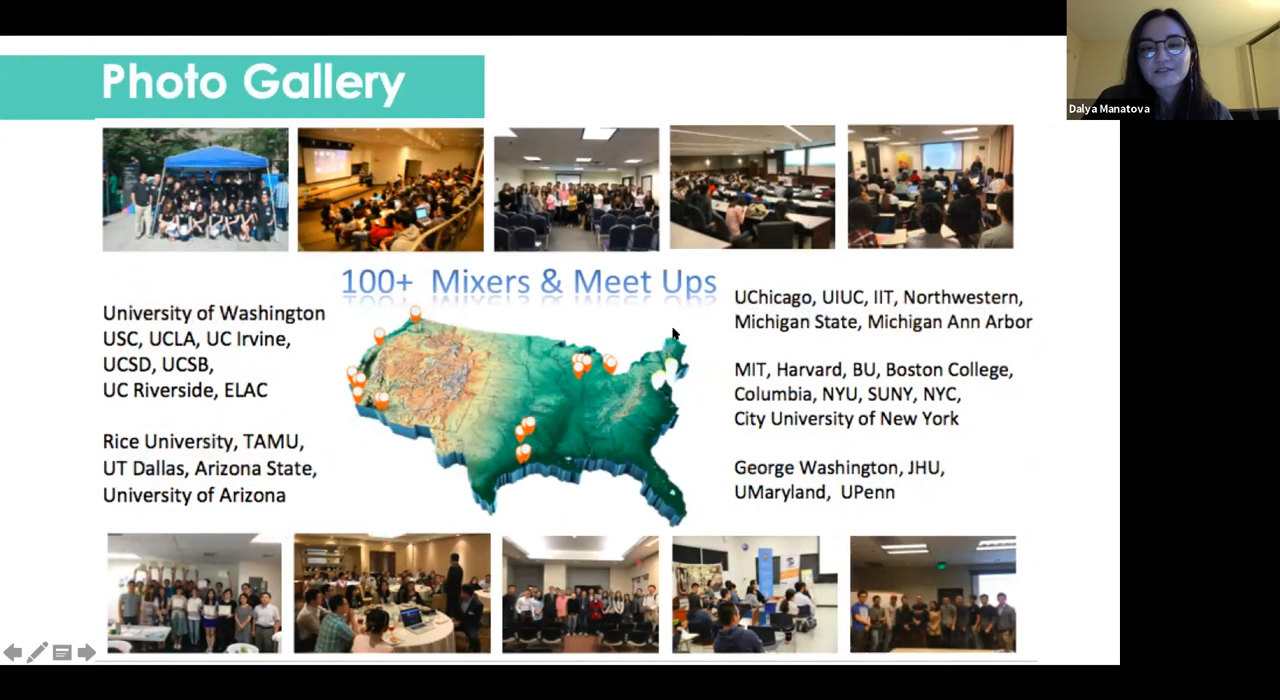 Photo Gallery
Dalya Manatova
100+ Mixers & Meet Ups
University of Washington
USC, UCLA, UC Irvine,
UCSD, UCSB,
UC Riverside, ELAC
Rice University, TAMU,
UT Dallas, Arizona State,
University of Arizona
UChicago, UIUC, IIT, Northwestern,
Michigan State, Michigan Ann Arbor
MIT, Harvard, BU, Boston College,
Columbia, NYU, SUNY, NYC,
City University of New York
George Washington, JHU,
UMaryland, UPenn